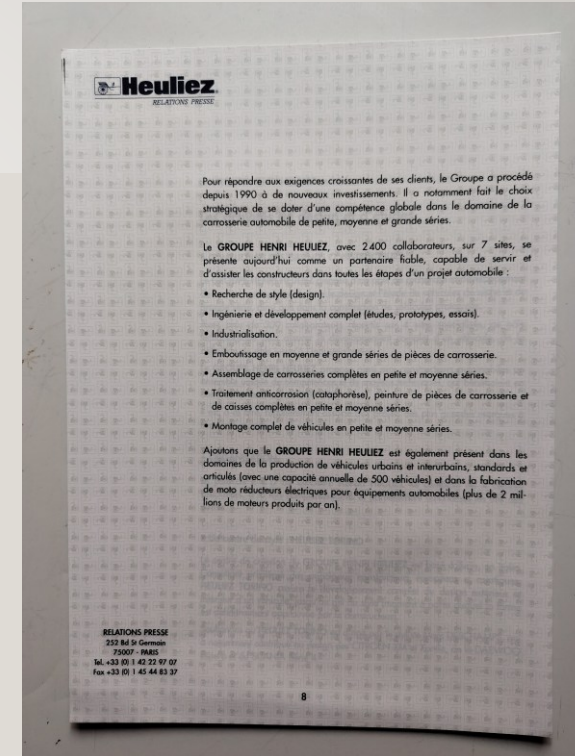 Heuliez
RELATIONS PRESSE
Pour répondre aux exigences croissantes de ses clients, le Groupe a procédé
depuis 1990 à de nouveaux investissements. Il a notamment fait le choix
stratégique de se doter d'une compétence globale dans le domaine de la
carrosserie automobile de petite, moyenne et grande séries.
Le GROUPE HENRI HEULIEZ, avec 2400 collaborateurs, sur 7 sites, se
présente aujourd'hui comme un partenaire fiable, capable de servir et
d'assister les constructeurs dans toutes les étapes d'un projet automobile :
• Recherche de style (design).
• Ingénierie et développement complet (études, prototypes, essais).
• Industrialisation.
• Emboutissage en moyenne et grande séries de pièces de carrosserie.
• Assemblage de carrosseries complètes en petite et moyenne séries.
• Traitement anticorrosion (cataphorèse), peinture de pièces de carrosserie et
de caisses complètes en petite et moyenne séries.
• Montage complet de véhicules en petite et moyenne séries.
Ajoutons que le GROUPE HENRI HEULIEZ est également présent dans les
domaines de la production de véhicules urbains et interurbains, standards et
articulés (avec une capacité annuelle de 500 véhicules) et dans la fabrication
de moto réducteurs électriques pour équipements automobiles (plus de 2 mil-
lions de moteurs produits par an).
RELATIONS PRESSE
252 Bd St Germain
75007 - PARIS
Tel. +33 (0) 1 42 22 97 07
Fax +33 (0) 1 45 44 83 37
8